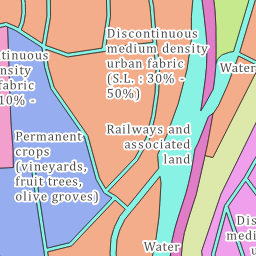 Discontinuous
medium density
urban fabric
(S.L. : 30% -
50%)
tinuous
nsity
fabric
10% -
Water
Railways and
associated
land
Permanent
crops
(vineyards,
fruit trees,
olive groves)
Dis
medi
u
Water